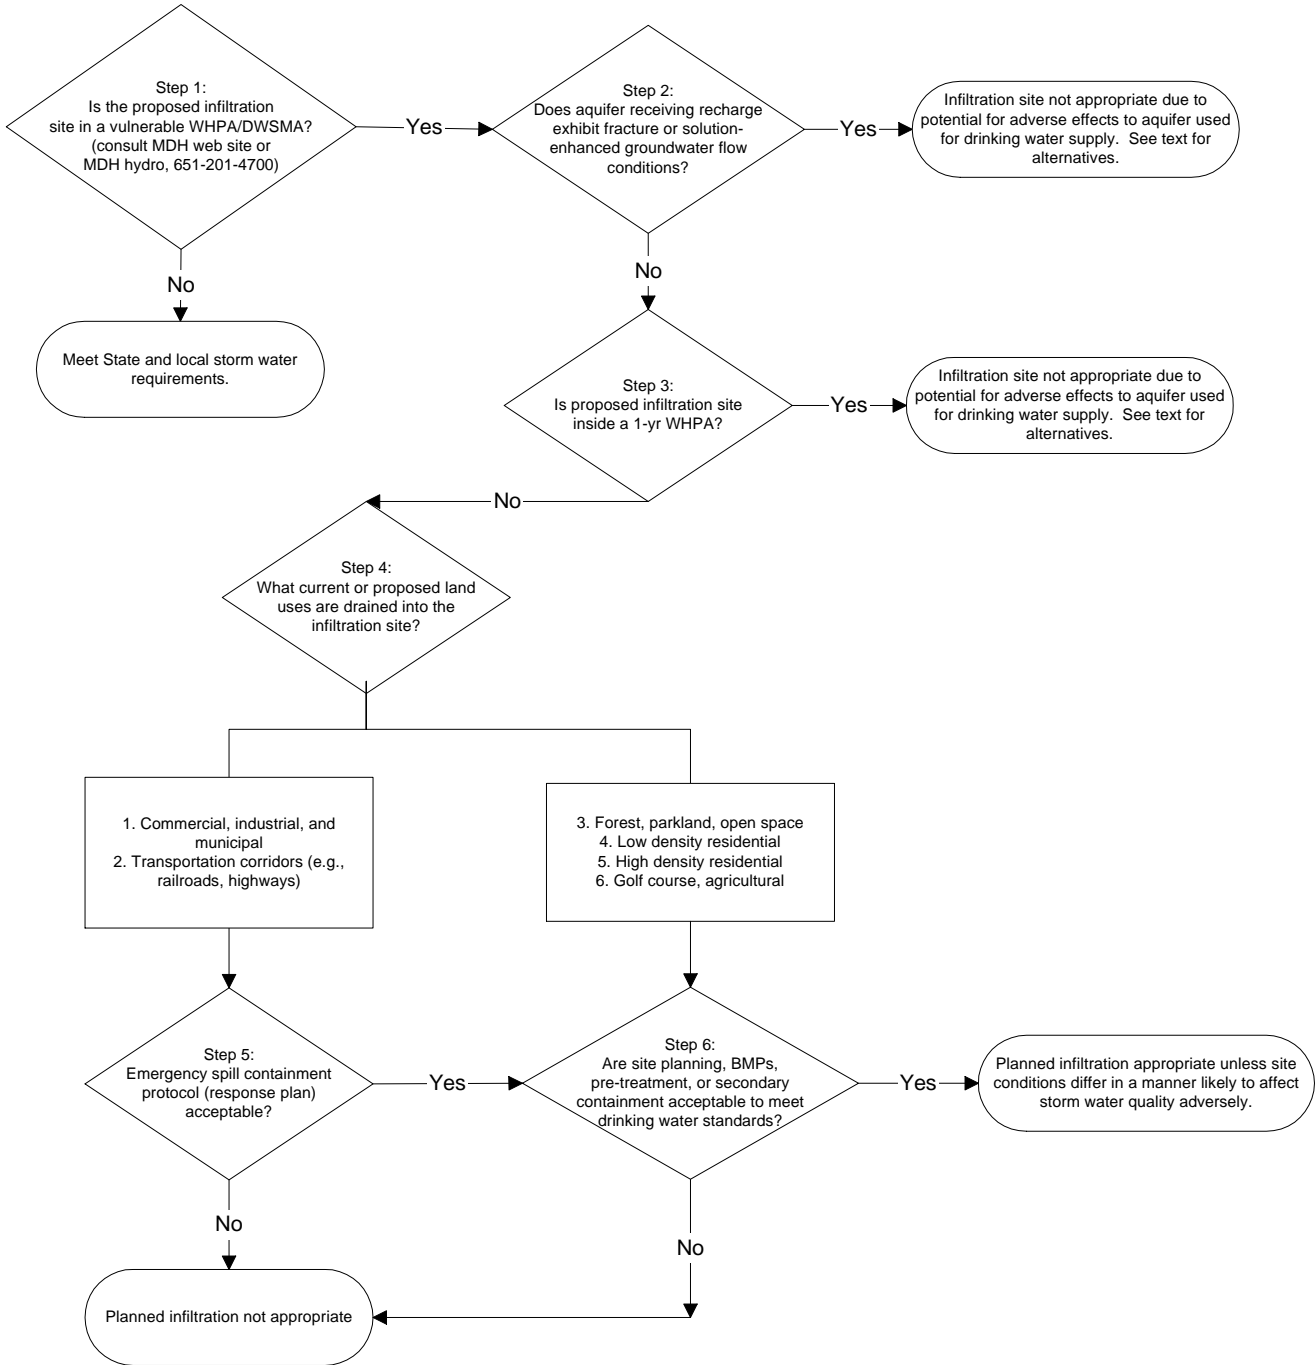 Step 1:
Is the proposed infiltration
site in a vulnerable WHPA/DWSMA?
(consult MDH web site or
MDH hydro, 651-201-4700)
Yes
Step 2:
Does aquifer receiving recharge
exhibit fracture or solution-
enhanced groundwater flow
conditions?
Yes
Infiltration site not appropriate due to
potential for adverse effects to aquifer used
for drinking water supply. See text for
alternatives.
No
Meet State and local storm water
requirements.
No
Step 3:
Is proposed infiltration site
inside a 1-yr WHPA?
Yes
Infiltration site not appropriate due to
potential for adverse effects to aquifer used
for drinking water supply. See text for
alternatives.
No
Step 4:
What current or proposed land
uses are drained into the
infiltration site?
1. Commercial, industrial, and
municipal
2. Transportation corridors (e.g.,
railroads, highways)
3. Forest, parkland, open space
4. Low density residential
5. High density residential
6. Golf course, agricultural
Step 5:
Emergency spill containment
protocol (response plan)
acceptable?
Yes
Step 6:
Are site planning, BMPs,
pre-treatment, or secondary
containment acceptable to meet
drinking water standards?
Yes
Planned infiltration appropriate unless site
conditions differ in a manner likely to affect
storm water quality adversely.
No
No
Planned infiltration not appropriate